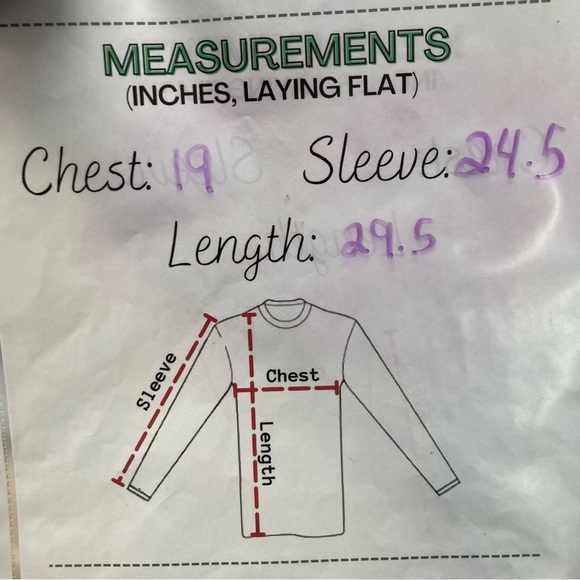 MEASUREMENTS
(INCHES, LAYING FLAT)
Chest: 19 Sleeve: 24.5
Length: 29.5
Sleeve
Chest
Length